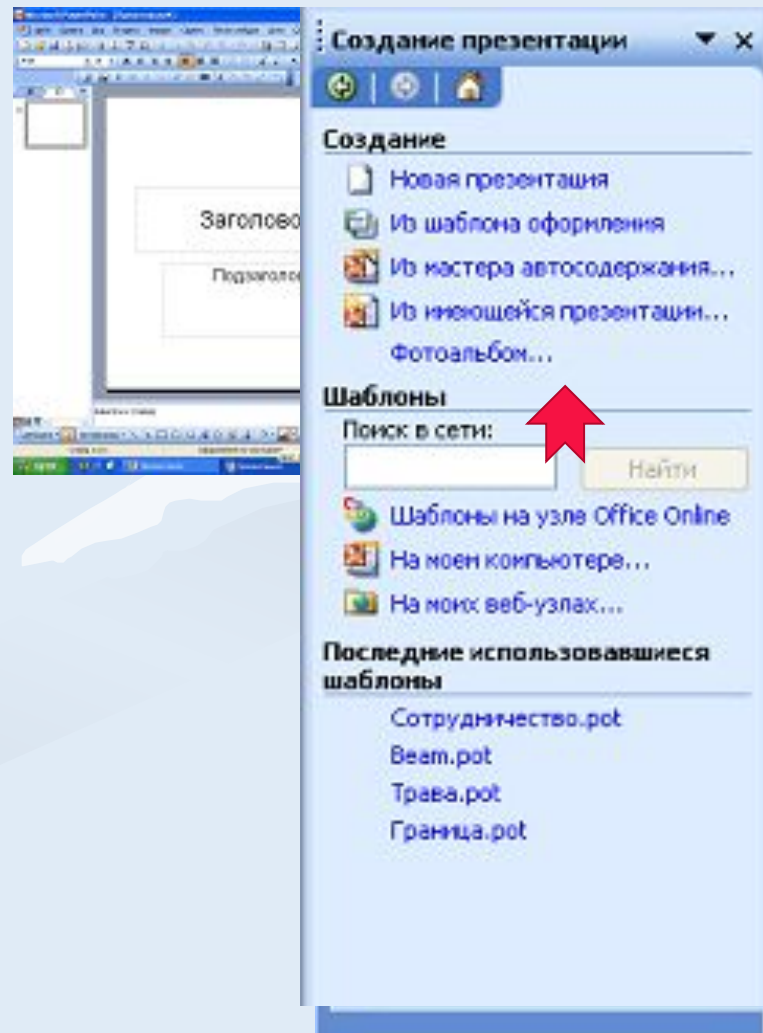 Заголово
Подзаголов
Создание презентации
Создание
Новая презентация
Из шаблона оформления
Из мастера автосодержания...
Из имеющейся презентации...
Фотоальбом...
Шаблоны
Поиск в сети:
Найти
Шаблоны на узле Office Online
На моем компьютере...
На моих веб-узлах...
Последние использовавшиеся
шаблоны
Сотрудничество.pot
Beam.pot
Трава.pot
Граница.pot